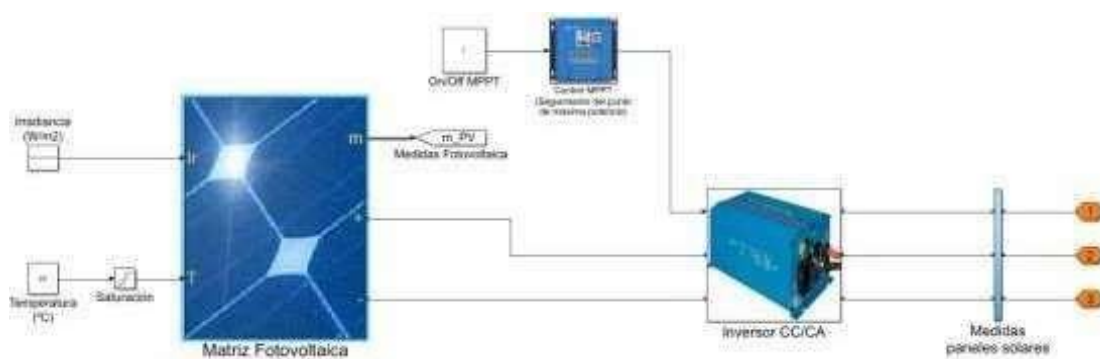 On/Off MPPT
Control MPPT
(Seguimiento del punto
de máxima potencia)
Irradiancia
(W/m2)
Ir
m
m_PV
Medidas Fotovoltaica
+
T
-
Temperatura
(ºC)
Saturación
Matriz Fotovoltaica
Inversor CC/CA
Medidas
paneles solares
1
2
3